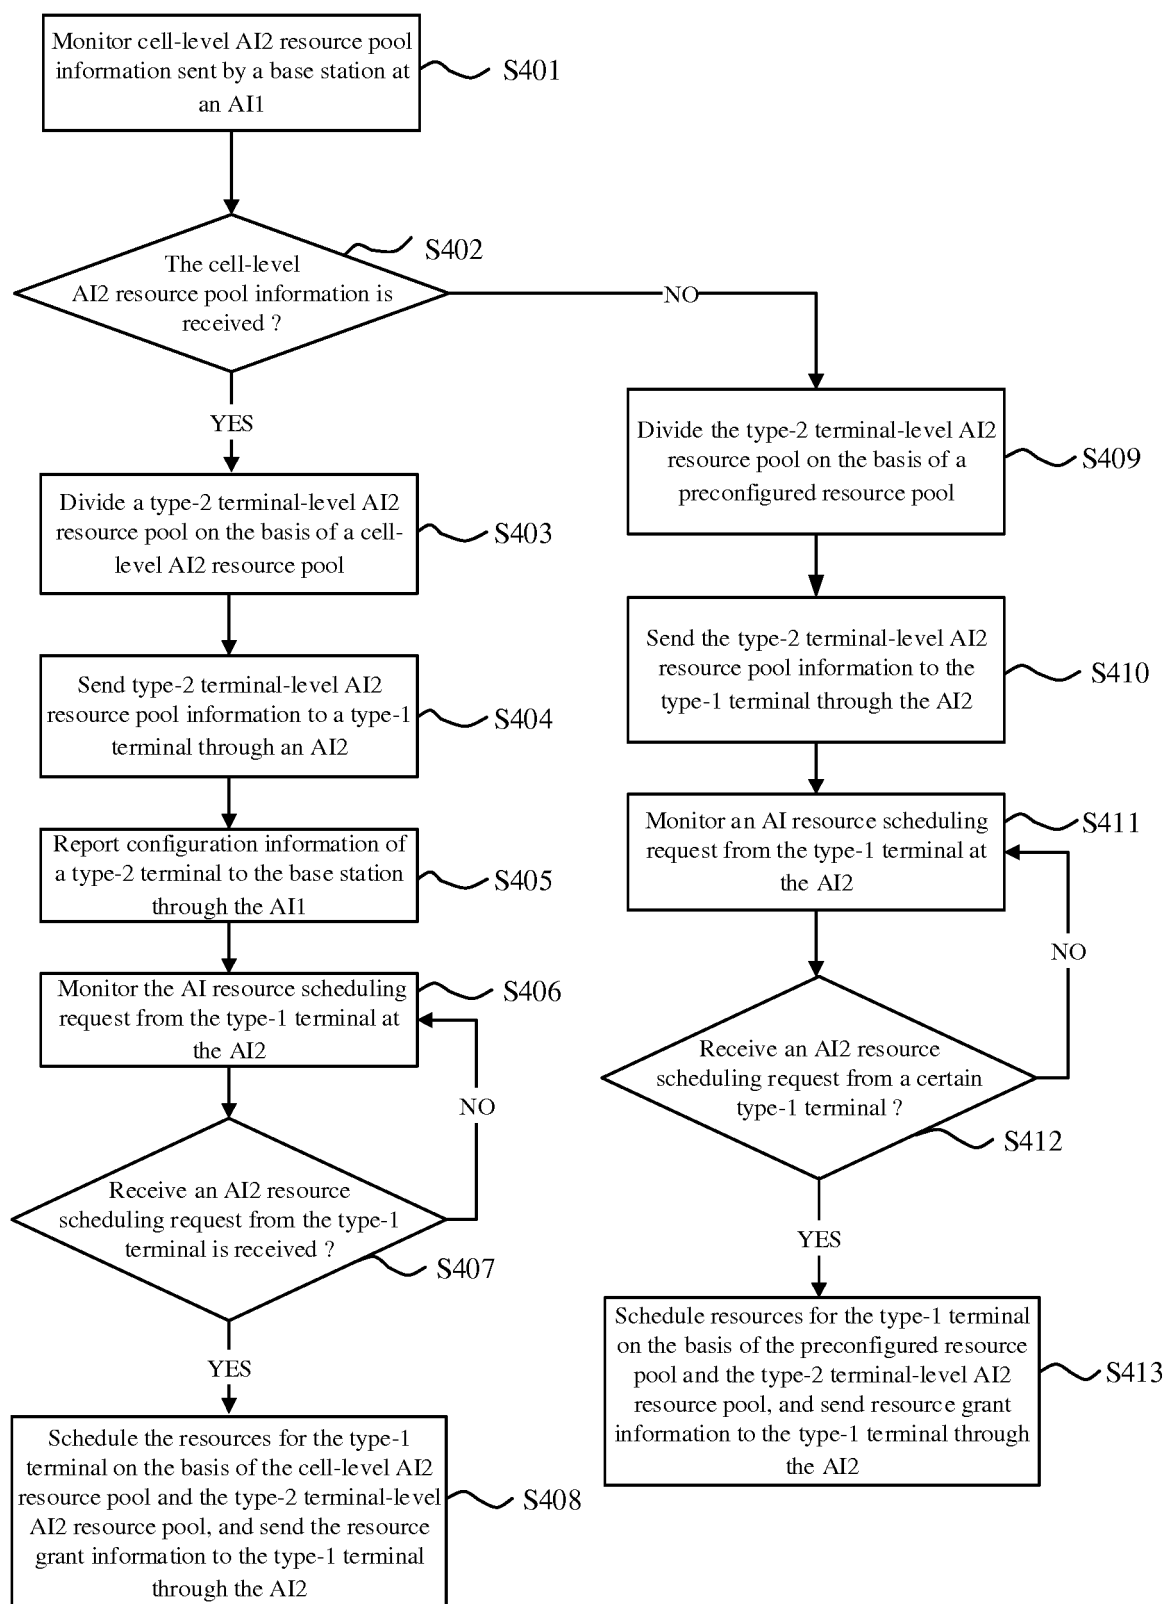 Monitor cell-level AI2 resource pool
information sent by a base station at
an AI1
S401
The cell-level
AI2 resource pool information is
received ?
S402
NO
YES
Divide a type-2 terminal-level AI2
resource pool on the basis of a cell-
level AI2 resource pool
S403
Send type-2 terminal-level AI2
resource pool information to a type-1
terminal through an AI2
S404
Report configuration information of
a type-2 terminal to the base station
through the AI1
S405
Monitor the AI resource scheduling
request from the type-1 terminal at
the AI2
S406
NO
Receive an AI2 resource
scheduling request from the type-1
terminal is received ?
S407
YES
Schedule the resources for the type-1
terminal on the basis of the cell-level AI2
resource pool and the type-2 terminal-level
AI2 resource pool, and send the resource
grant information to the type-1 terminal
through the AI2
S408
Divide the type-2 terminal-level AI2
resource pool on the basis of a
preconfigured resource pool
S409
Send the type-2 terminal-level AI2
resource pool information to the
type-1 terminal through the AI2
S410
Monitor an AI resource scheduling
request from the type-1 terminal at
the AI2
S411
NO
Receive an AI2 resource
scheduling request from a certain
type-1 terminal ?
S412
YES
Schedule resources for the type-1 terminal
on the basis of the preconfigured resource
pool and the type-2 terminal-level AI2
resource pool, and send resource grant
information to the type-1 terminal through
the AI2
S413